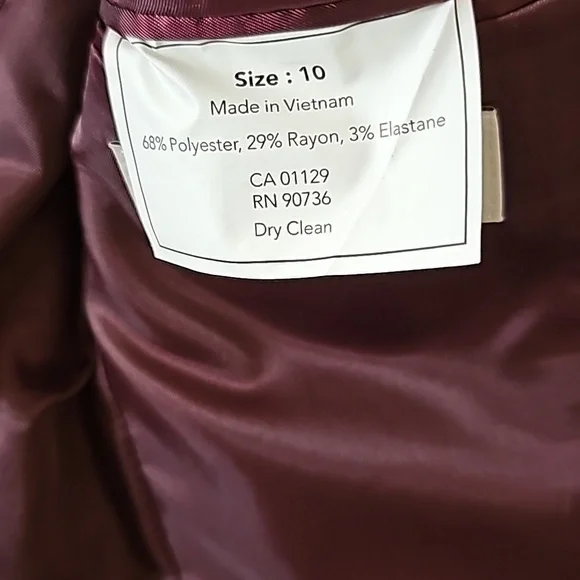 Size : 10
Made in Vietnam
68% Polyester, 29% Rayon, 3% Elastane
CA 01129
RN 90736
Dry Clean